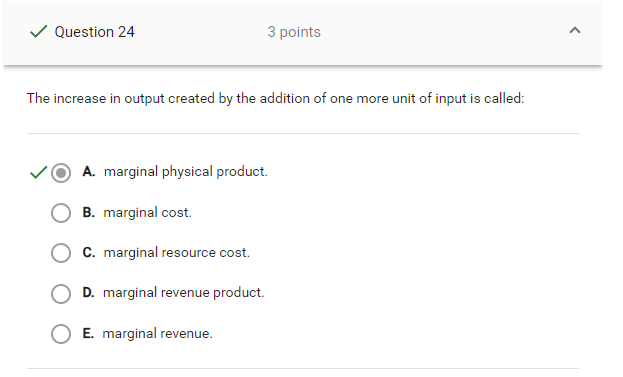 Question 24 3 points
The increase in output created by the addition of one more unit of input is called:
A. marginal physical product.
B. marginal cost.
C. marginal resource cost.
D. marginal revenue product.
E. marginal revenue.